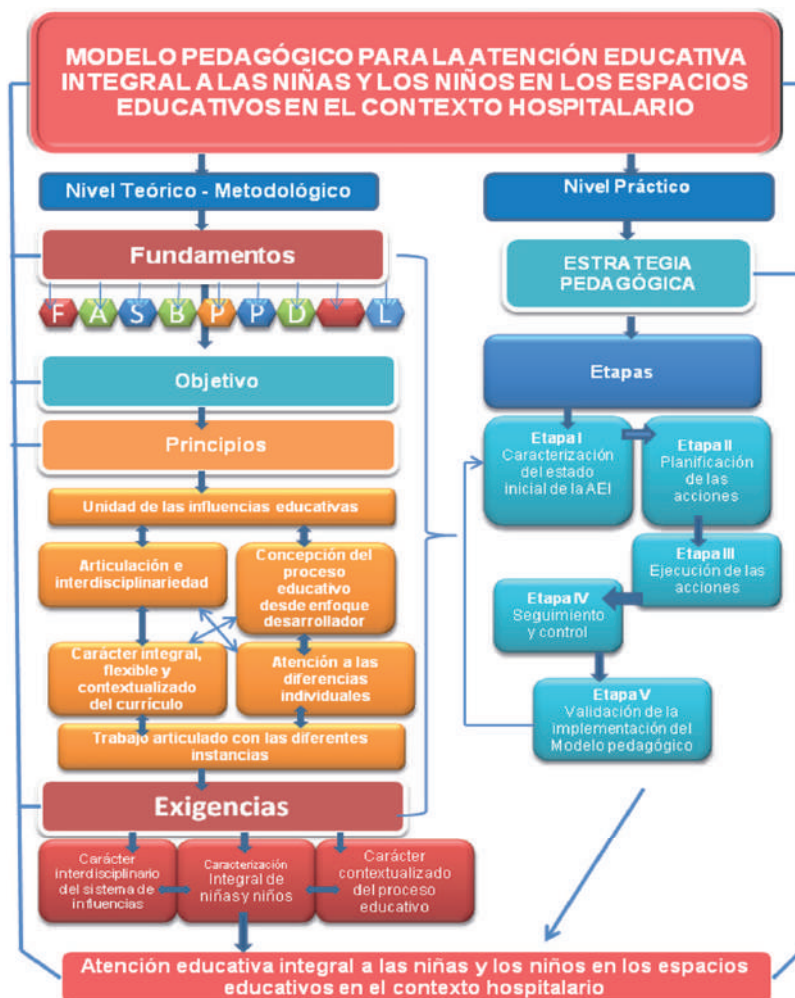 MODELO PEDAGÓGICO PARA LA ATENCIÓN EDUCATIVA
INTEGRAL A LAS NIÑAS Y LOS NIÑOS EN LOS ESPACIOS
EDUCATIVOS EN EL CONTEXTO HOSPITALARIO
Nivel Teórico - Metodológico
Fundamentos
F A S B P P D L
Objetivo
Principios
Unidad de las influencias educativas
Articulación e
interdisciplinariedad
Concepción del
proceso
educativo
desde enfoque
desarrollador
Carácter integral,
flexible y
contextualizado
del currículo
Atención a las
diferencias
individuales
Trabajo articulado con las diferentes
instancias
Exigencias
Carácter
interdisciplinario
del sistema de
influencias
Caracterización
Integral de
niñas y niños
Carácter
contextualizado
del proceso
educativo
Nivel Práctico
ESTRATEGIA
PEDAGÓGICA
Etapas
Etapa I
Caracterización
del estado
inicial de la AEI
Etapa II
Planificación
de las
acciones
Etapa III
Ejecución de las
acciones
Etapa IV
Seguimiento
y control
Etapa V
Validación de la
implementación del
Modelo pedagógico
Atención educativa integral a las niñas y los niños en los espacios
educativos en el contexto hospitalario